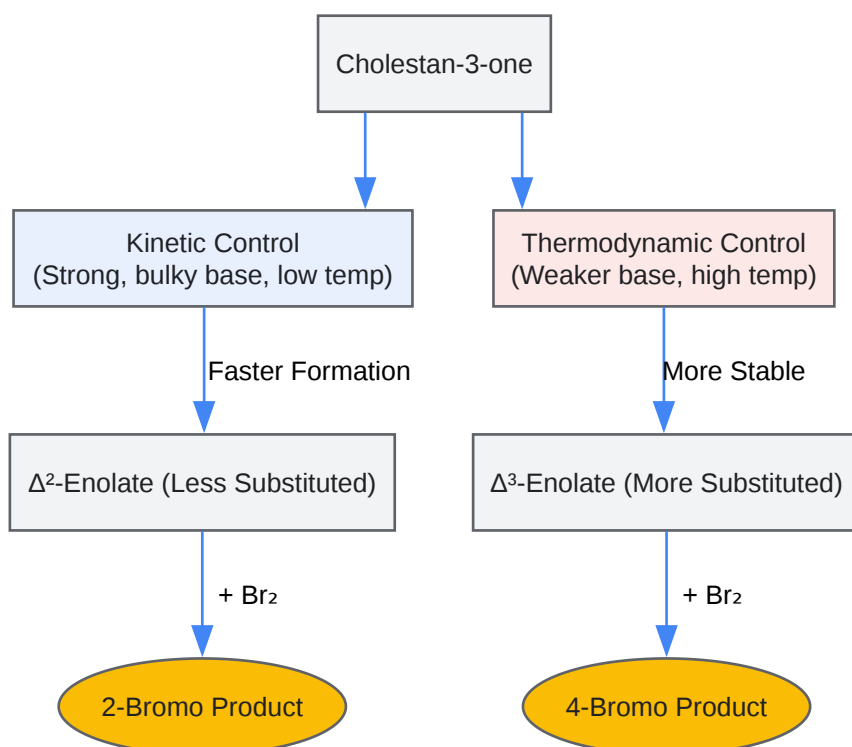 Cholestan-3-one
Kinetic Control
(Strong, bulky base, low temp)
Thermodynamic Control
(Weaker base, high temp)
Faster Formation
More Stable
Δ²-Enolate (Less Substituted)
Δ³-Enolate (More Substituted)
+ Br₂
+ Br₂
2-Bromo Product
4-Bromo Product